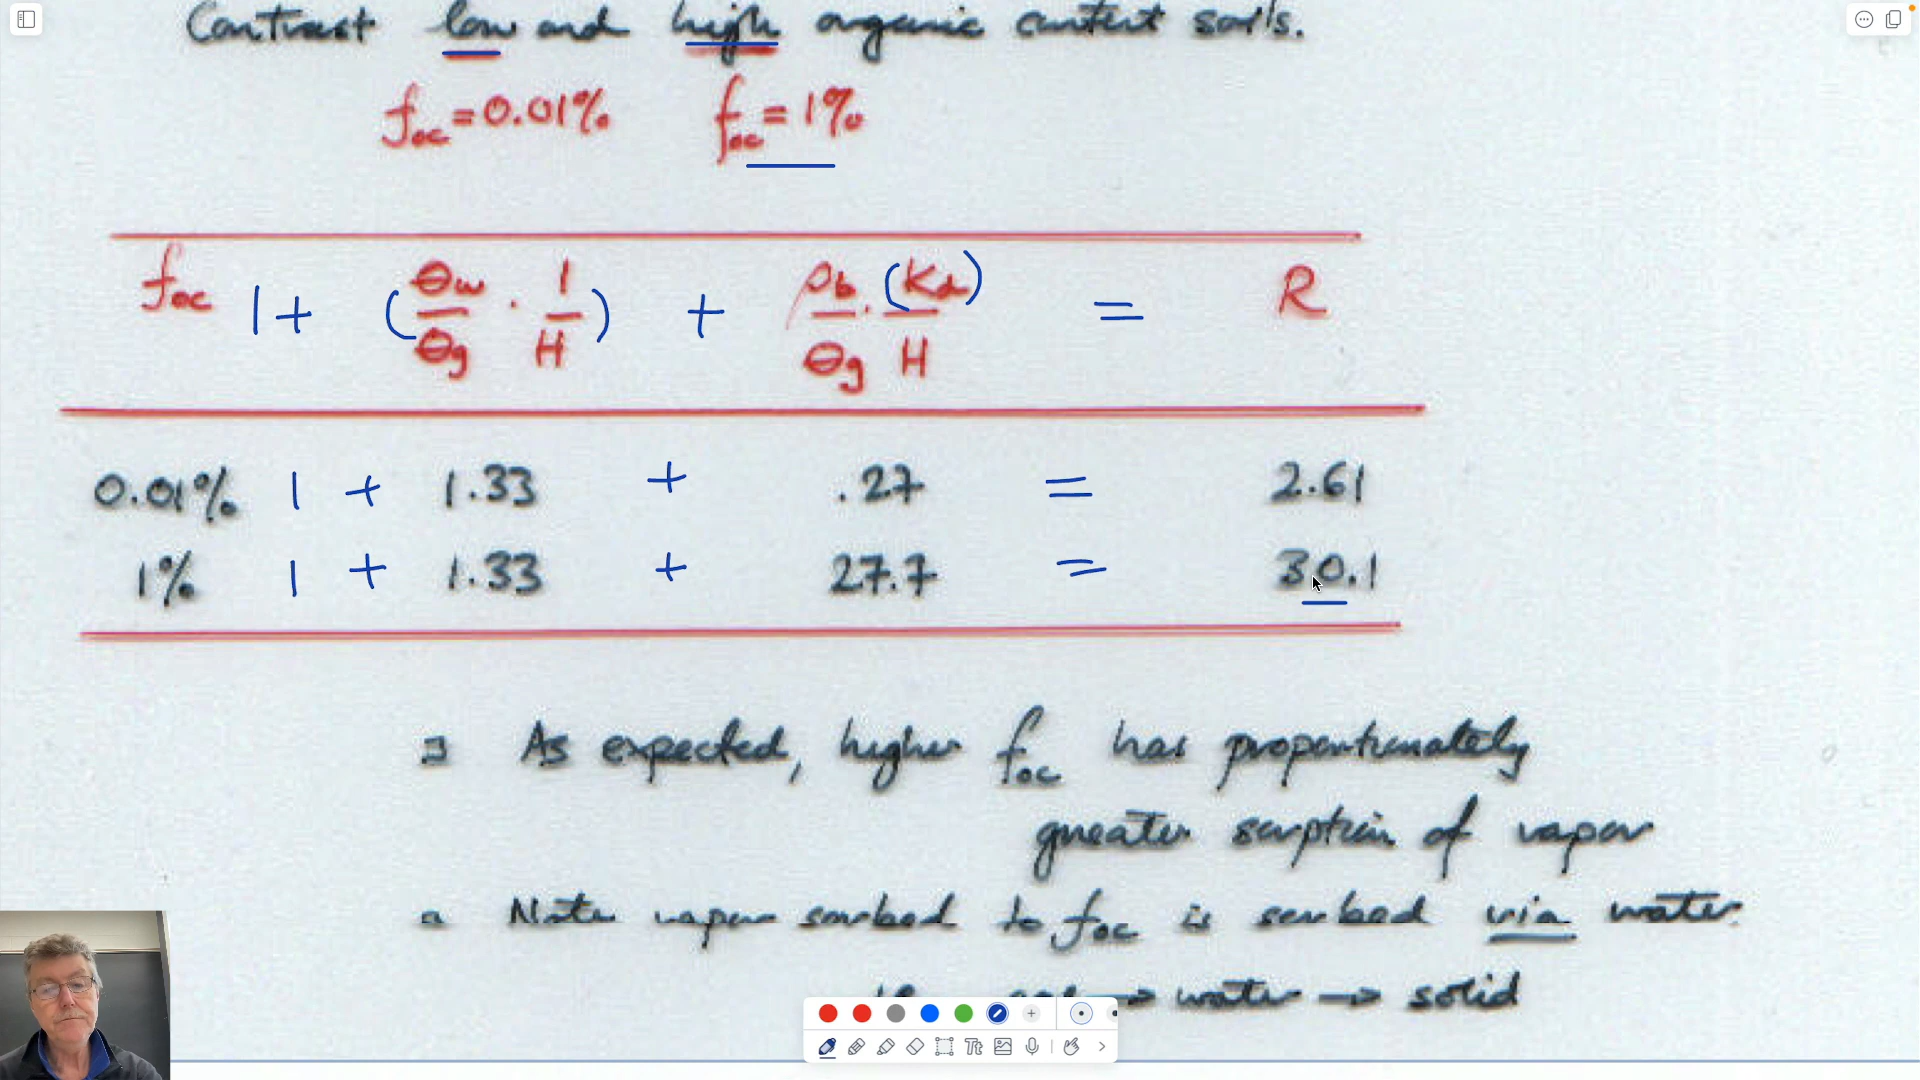 Contrast low and high organic content soils.
foc = 0.01% foc = 1%
foc 1 + (θw/θg · 1/H) + ρb/θg · (Kd)/H = R
0.01% 1 + 1.33 + .27 = 2.61
1% 1 + 1.33 + 27.7 = 30.1
As expected, higher foc has proportionately
greater sorption of vapor
Note vapor sorbed to foc is sorbed via water.
→ water → solid
Tt